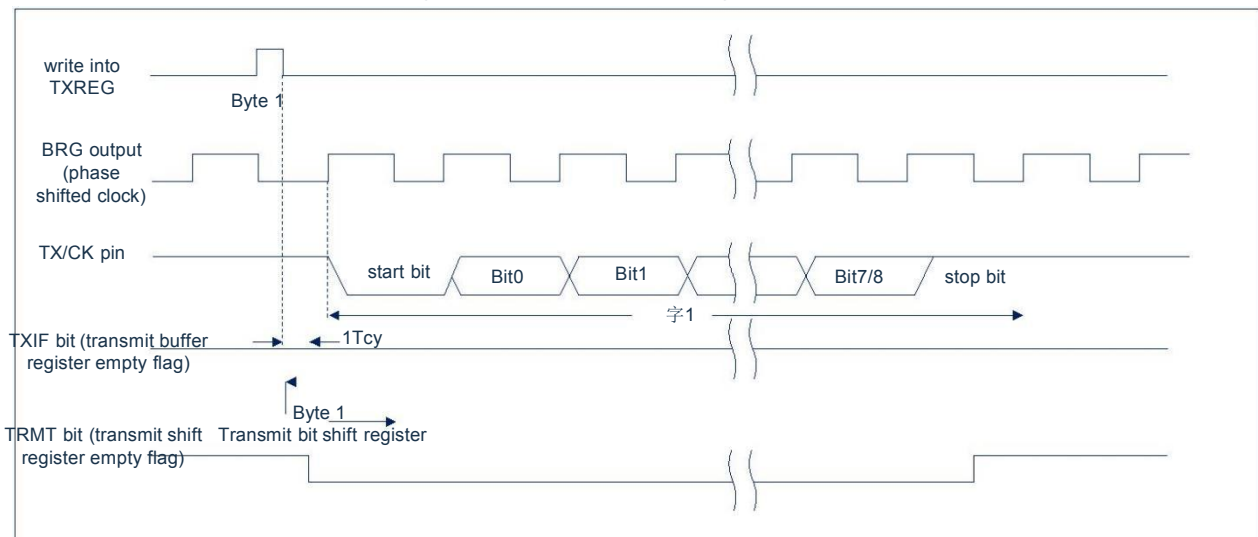 write into
TXREG
Byte 1
BRG output
(phase
shifted clock)
TX/CK pin
start bit
Bit0
Bit1
Bit7/8
stop bit
字1
TXIF bit (transmit buffer
register empty flag)
1Tcy
Byte 1
TRMT bit (transmit shift
register empty flag)
Transmit bit shift register